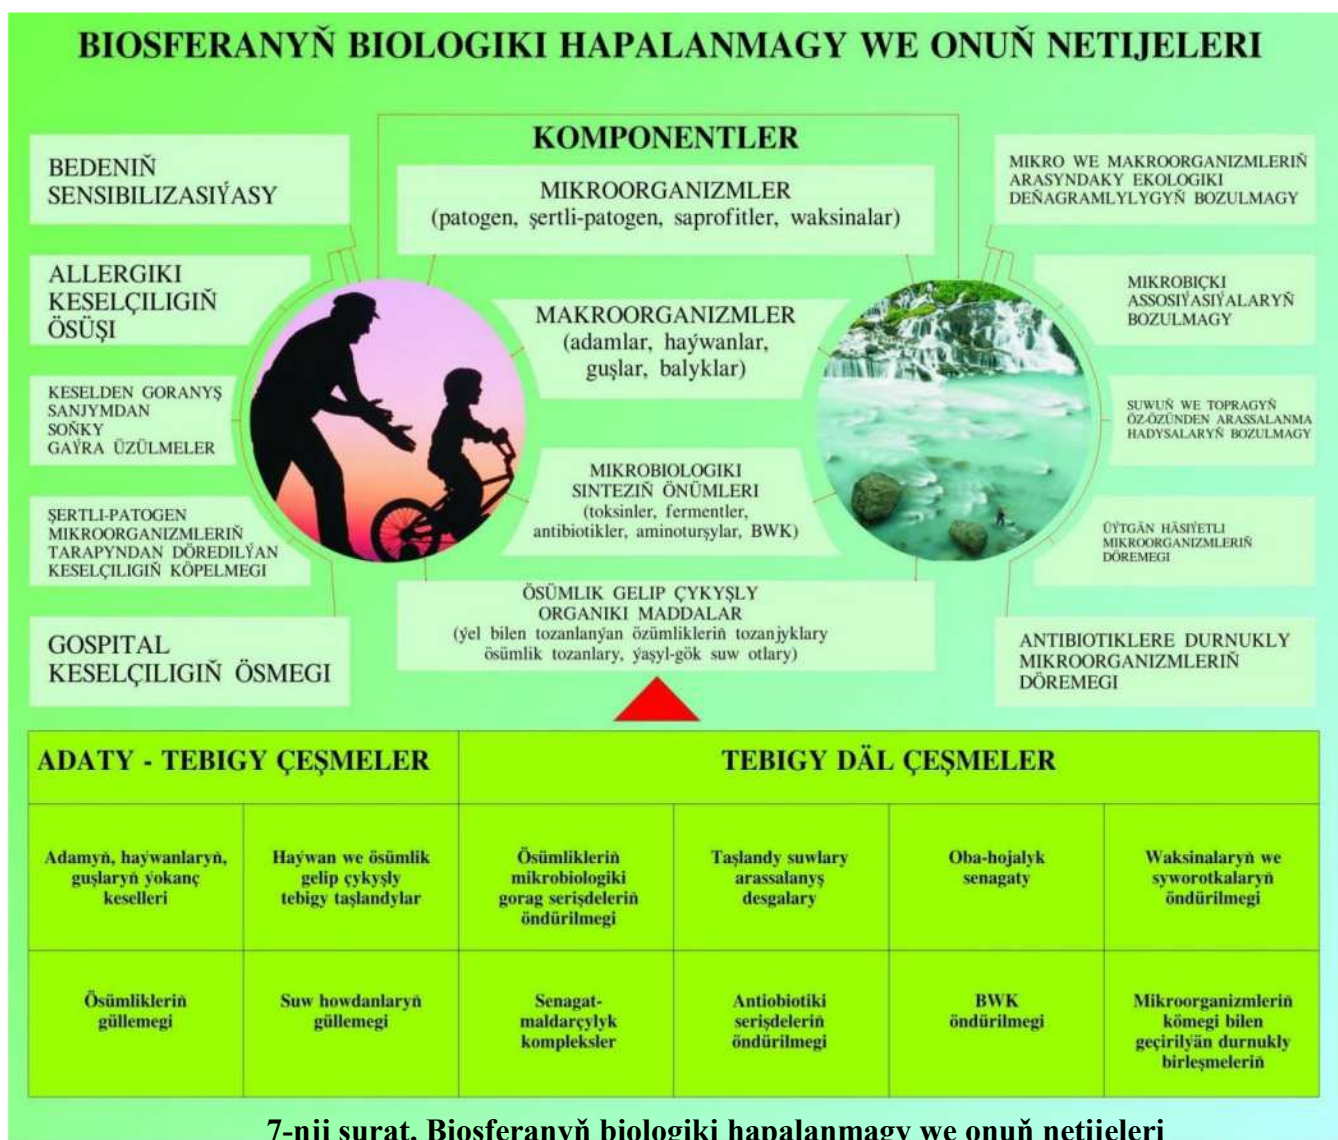 BIOSFERANYŇ BIOLOGIKI HAPALANMAGY WE ONUŇ NETIJELERI
KOMPONENTLER
MIKROORGANIZMLER
(patogen, şertli-patogen, saprofitler, waksinalar)
MAKROORGANIZMLER
(adamlar, haýwanlar,
guşlar, balyklar)
MIKROBIOLOGIKI
SINTEZIŇ ÖNÜMLERI
(toksinler, fermentler,
antibiotikler, aminoturşylar, BWK)
ÖSÜMLIK GELIP ÇYKYŞLY
ORGANIKI MADDALAR
(ýel bilen tozanlanýan özümlikleriň tozanjyklary
ösümlik tozanlary, ýaşyl-gök suw otlary)
BEDENIŇ
SENSIBILIZASIÝASY
ALLERGIKI
KESELÇILIGIŇ
ÖSÜŞI
KESELDEN GORANYŞ
SANJYMDAN
SOŇKY
GAÝRA ÜZÜLMELER
ŞERTLI-PATOGEN
MIKROORGANIZMLERIŇ
TARAPYNDAN DÖREDILÝAN
KESELÇILIGIŇ KÖPELMEGI
GOSPITAL
KESELÇILIGIŇ ÖSMEGI
MIKRO WE MAKROORGANIZMLERIŇ
ARASYNDAKY EKOLOGIKI
DEŇAGRAMLYLYGYŇ BOZULMAGY
MIKROBIÇKI
ASSOSIÝASIÝALARYŇ
BOZULMAGY
SUWUŇ WE TOPRAGYŇ
ÖZ-ÖZÜNDEN ARASSALANMA
HADYSALARYŇ BOZULMAGY
ÜÝTGÄN HÄSIÝETLI
MIKROORGANIZMLERIŇ
DÖREMEGI
ANTIBIOTIKLERE DURNUKLY
MIKROORGANIZMLERIŇ
DÖREMEGI
ADATY - TEBIGY ÇEŞMELER
TEBIGY DÄL ÇEŞMELER
Adamyň, haýwanlaryň,
guşlaryň ýokanç
keselleri
Haýwan we ösümlik
gelip çykyşly
tebigy taşlandylar
Ösümlikleriň
mikrobiologiki
gorag serişdeleriň
öndürilmegi
Taşlandy suwlary
arassalanyş
desgalary
Oba-hojalyk
senagaty
Waksinalaryň we
syworotkalaryň
öndürilmegi
Ösümlikleriň
güllemegi
Suw howdanlaryň
güllemegi
Senagat-
maldarçylyk
kompleksler
Antiobiotiki
serişdeleriň
öndürilmegi
BWK
öndürilmegi
Mikroorganizmleriň
kömegi bilen
geçirilýän durnukly
birleşmeleriň
7-nji surat. Biosferanyň biologiki hapalanmagy we onuň netijeleri